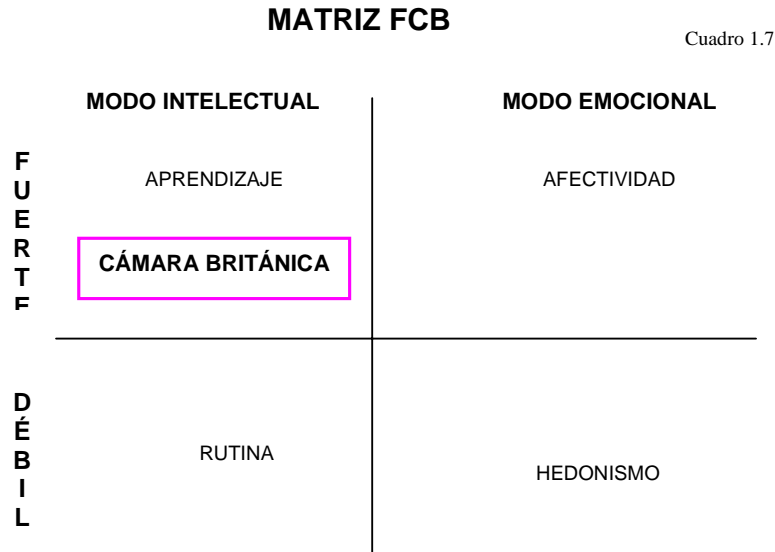 MATRIZ FCB
Cuadro 1.7
MODO INTELECTUAL
MODO EMOCIONAL
F
U
E
R
T
E
APRENDIZAJE
AFECTIVIDAD
CÁMARA BRITÁNICA
D
É
B
I
L
RUTINA
HEDONISMO